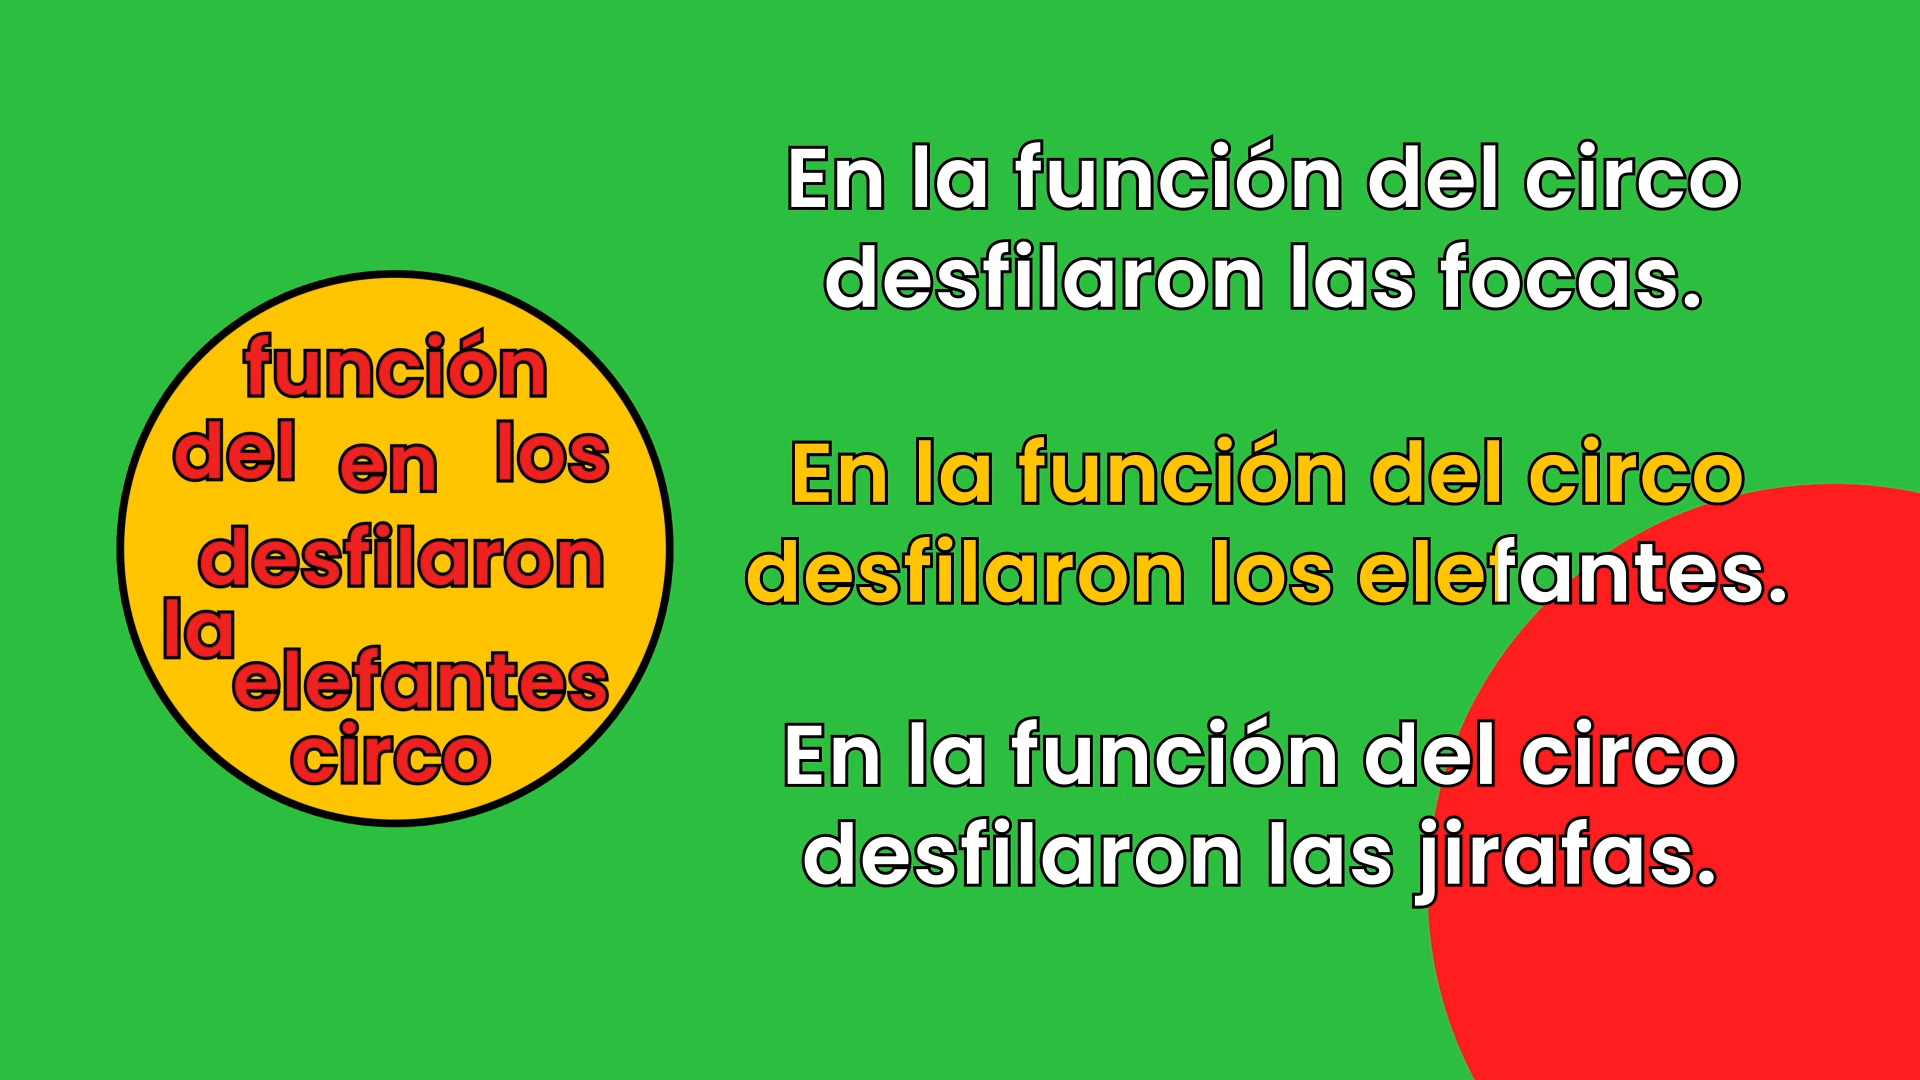 función
del en los
desfilaron
la
elefantes
circo
En la función del circo
desfilaron las focas.
En la función del circo
desfilaron los elefantes.
En la función del circo
desfilaron las jirafas.